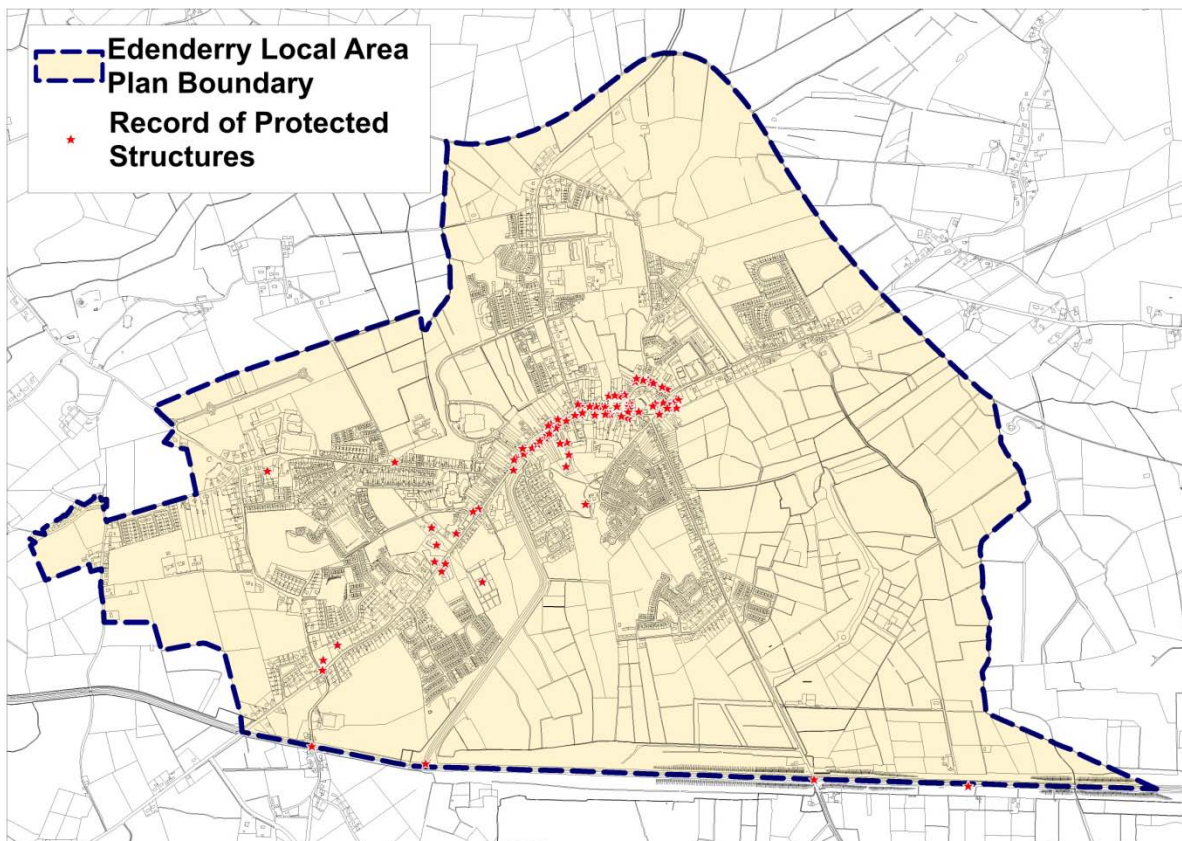 Edenderry Local Area
Plan Boundary
Record of Protected
Structures